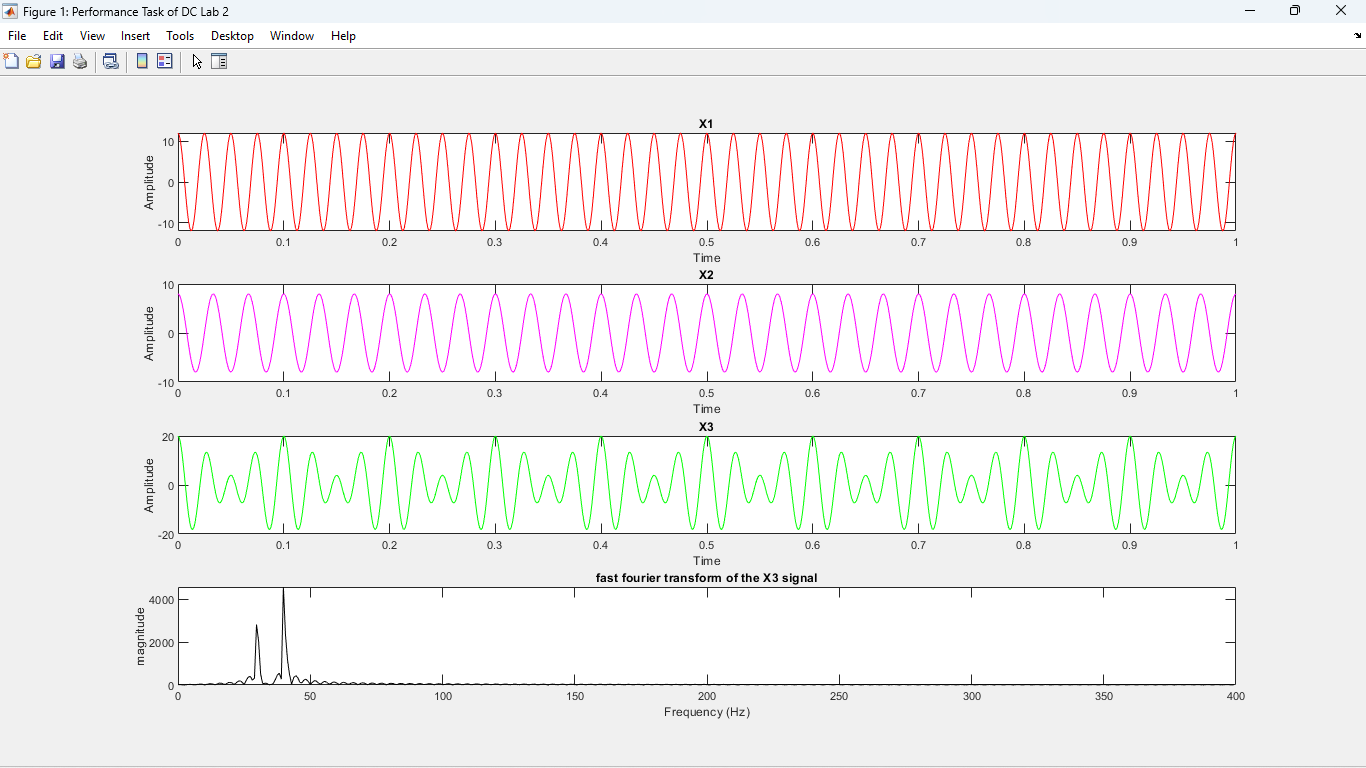 Figure 1: Performance Task of DC Lab 2
File Edit View Insert Tools Desktop Window Help
X1
Amplitude
10
0
-10
0 0.1 0.2 0.3 0.4 0.5 0.6 0.7 0.8 0.9 1
Time
X2
Amplitude
10
0
-10
0 0.1 0.2 0.3 0.4 0.5 0.6 0.7 0.8 0.9 1
Time
X3
Amplitude
20
0
-20
0 0.1 0.2 0.3 0.4 0.5 0.6 0.7 0.8 0.9 1
Time
fast fourier transform of the X3 signal
magnitude
4000
2000
0
0 50 100 150 200 250 300 350 400
Frequency (Hz)